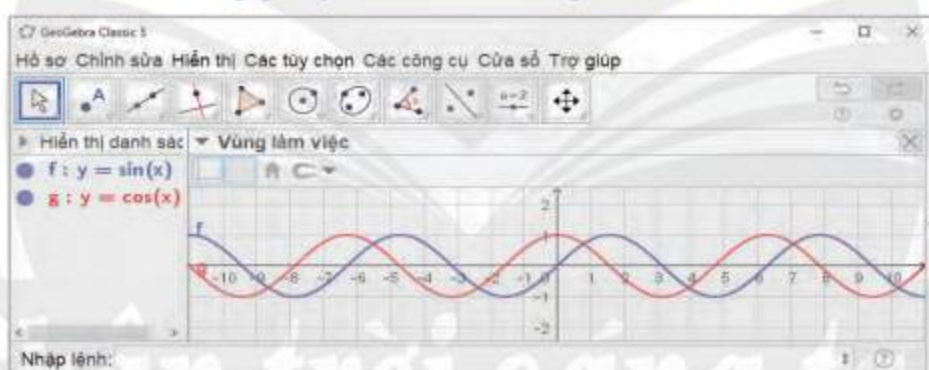 GeoGebra Classic 5
Hồ sơ Chỉnh sửa Hiển thị Các tùy chọn Các công cụ Cửa sổ Trợ giúp
A
a=2
Hiển thị danh sác
Vùng làm việc
f : y = sin(x)
g : y = cos(x)
2
f
1
g
-10 -9 -8 -7 -6 -5 -4 -3 -2 -1 0 1 2 3 4 5 6 7 8 9 10
-1
-2
Nhập lệnh: